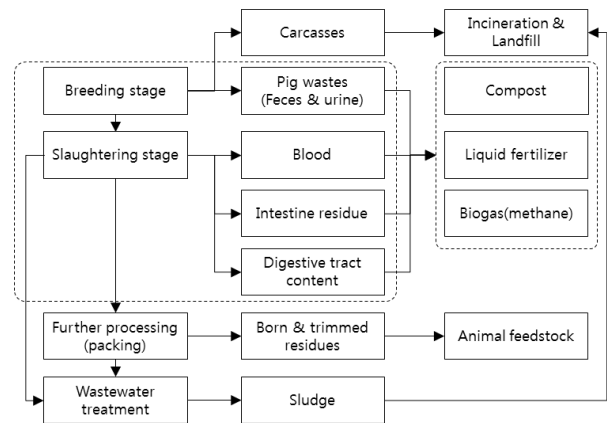 Carcasses
Incineration &
Landfill
Breeding stage
Pig wastes
(Feces & urine)
Compost
Slaughtering stage
Blood
Liquid fertilizer
Intestine residue
Biogas(methane)
Digestive tract
content
Further processing
(packing)
Born & trimmed
residues
Animal feedstock
Wastewater
treatment
Sludge